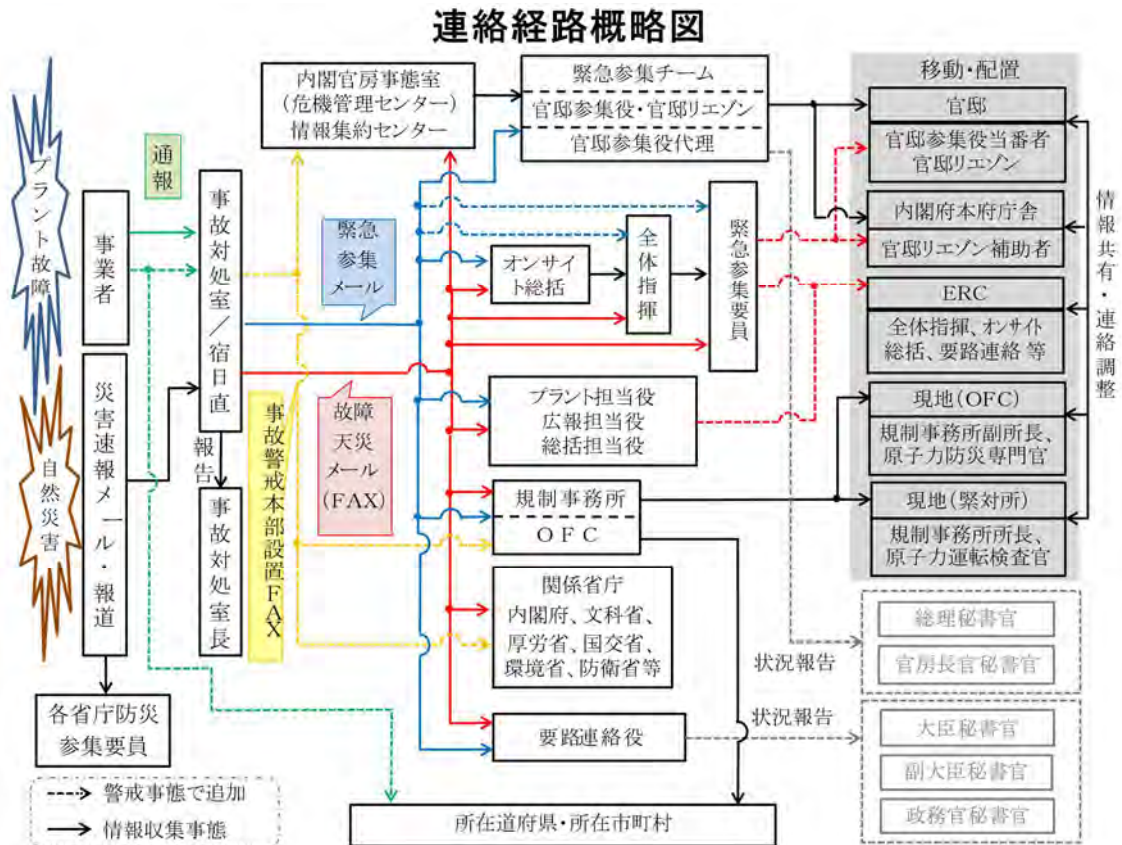 連絡経路概略図
プラント故障
自然災害
通報
事業者
災害速報メール・報道
事故対処室／宿日直
報告
事故対処室長
各省庁防災
参集要員
内閣官房事態室
(危機管理センター)
情報集約センター
緊急
参集
メール
事故警戒本部設置FAX
故障
天災
メール
(FAX)
緊急参集チーム
官邸参集役・官邸リエゾン
官邸参集役代理
オンサイ
ト総括
全体指揮
緊急参集要員
プラント担当役
広報担当役
総括担当役
規制事務所
OFC
関係省庁
内閣府、文科省、
厚労省、国交省、
環境省、防衛省等
要路連絡役
所在道府県・所在市町村
移動・配置
官邸
官邸参集役当番者
官邸リエゾン
内閣府本府庁舎
官邸リエゾン補助者
ERC
全体指揮、オンサイト
総括、要路連絡 等
現地(OFC)
規制事務所副所長、
原子力防災専門官
現地(緊対所)
規制事務所所長、
原子力運転検査官
情報共有・連絡調整
状況報告
総理秘書官
官房長官秘書官
状況報告
大臣秘書官
副大臣秘書官
政務官秘書官
警戒事態で追加
情報収集事態